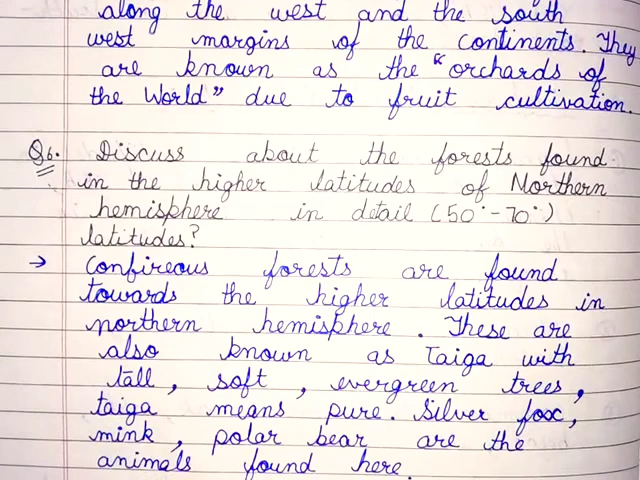 along the west and the south
west margins of the continents. They
are known as the "orchards of
the World" due to fruit cultivation.
Q6. Discuss about the forests found
in the higher latitudes of Northern
hemisphere in detail (50°-70°)
latitudes?
→ Confireous forests are found
towards the higher latitudes in
northern hemisphere. These are
also known as Taiga with
tall, soft, evergreen trees,
taiga means pure. Silver fox,
mink, polar bear are the
animals found here.